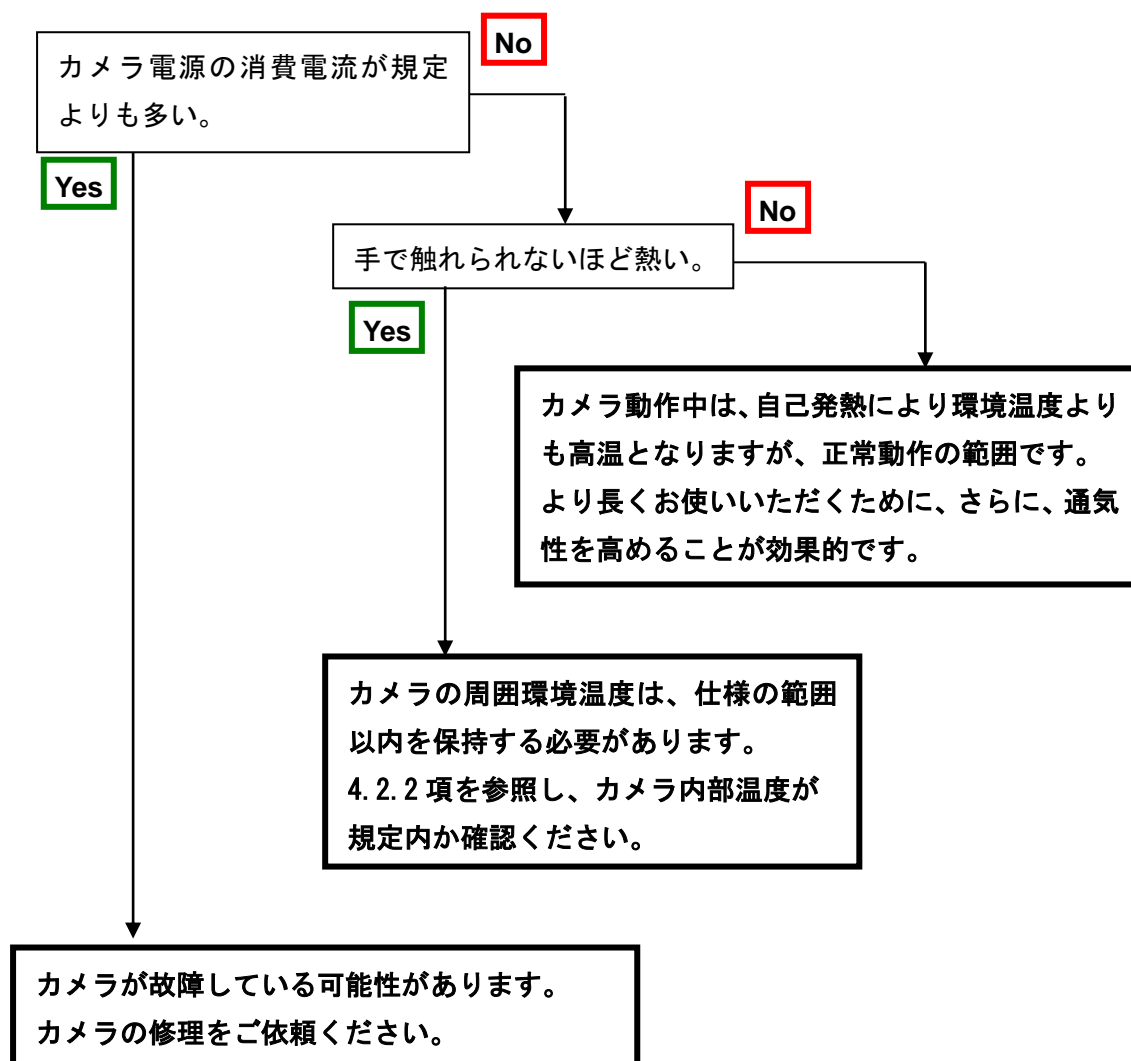 No
カメラ電源の消費電流が規定
よりも多い。
Yes
No
手で触れられないほど熱い。
Yes
カメラ動作中は、自己発熱により環境温度より
も高温となりますが、正常動作の範囲です。
より長くお使いいただくために、さらに、通気
性を高めることが効果的です。
カメラの周囲環境温度は、仕様の範囲
以内を保持する必要があります。
4.2.2 項を参照し、カメラ内部温度が
規定内か確認ください。
カメラが故障している可能性があります。
カメラの修理をご依頼ください。